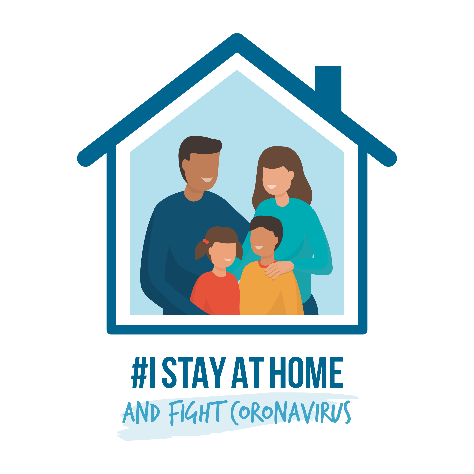 #I STAY AT HOME
AND FIGHT CORONAVIRUS